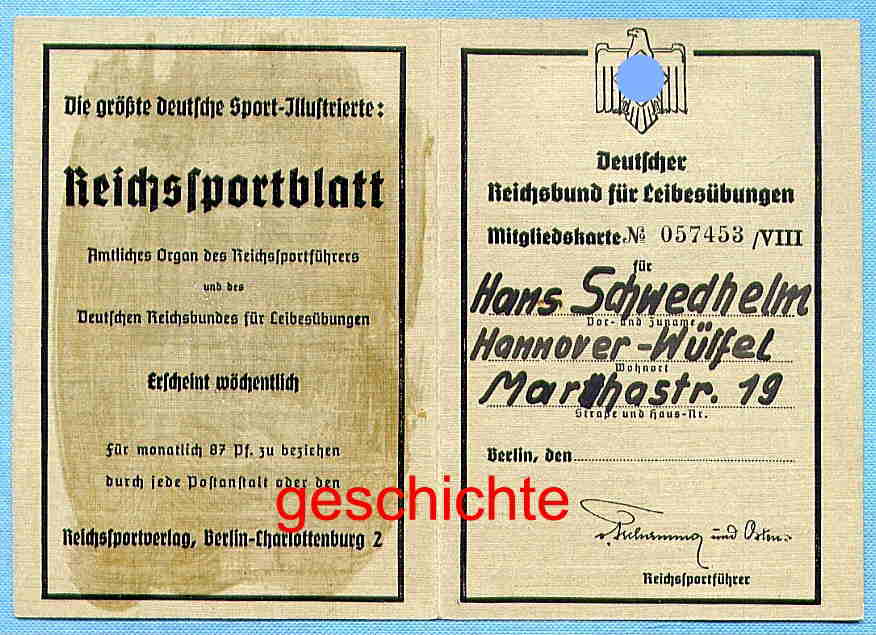 Die größte deutsche Sport-Illustrierte:
Reichssportblatt
Amtliches Organ des Reichssportführers
und des
Deutschen Reichsbundes für Leibesübungen
Erscheint wöchentlich
Für monatlich 87 Pf. zu beziehen
durch jede Postanstalt oder den
Reichssportverlag, Berlin-Charlottenburg 2
Deutscher
Reichsbund für Leibesübungen
Mitgliedskarte № 057453 /VIII
für
Hans Schwedhelm
Vor- und Zuname
Hannover-Wülfel
Wohnort
Marthastr. 19
Straße und Haus-Nr.
Berlin, den
v. Tschammer und Osten
Reichssportführer
geschichte